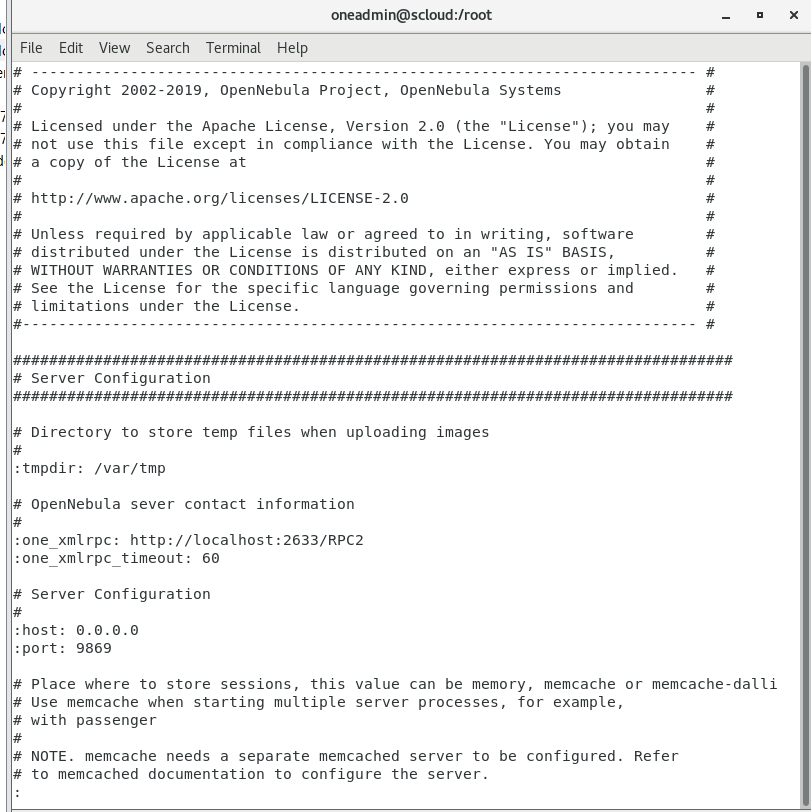 oneadmin@scloud:/root
File Edit View Search Terminal Help
# -------------------------------------------------------------------------- #
# Copyright 2002-2019, OpenNebula Project, OpenNebula Systems                #
#                                                                            #
# Licensed under the Apache License, Version 2.0 (the "License"); you may    #
# not use this file except in compliance with the License. You may obtain    #
# a copy of the License at                                                   #
#                                                                            #
# http://www.apache.org/licenses/LICENSE-2.0                                 #
#                                                                            #
# Unless required by applicable law or agreed to in writing, software        #
# distributed under the License is distributed on an "AS IS" BASIS,          #
# WITHOUT WARRANTIES OR CONDITIONS OF ANY KIND, either express or implied.   #
# See the License for the specific language governing permissions and        #
# limitations under the License.                                             #
#--------------------------------------------------------------------------- #
################################################################################
# Server Configuration
################################################################################
# Directory to store temp files when uploading images
#
:tmpdir: /var/tmp
# OpenNebula sever contact information
#
:one_xmlrpc: http://localhost:2633/RPC2
:one_xmlrpc_timeout: 60
# Server Configuration
#
:host: 0.0.0.0
:port: 9869
# Place where to store sessions, this value can be memory, memcache or memcache-dalli
# Use memcache when starting multiple server processes, for example,
# with passenger
#
# NOTE. memcache needs a separate memcached server to be configured. Refer
# to memcached documentation to configure the server.
: